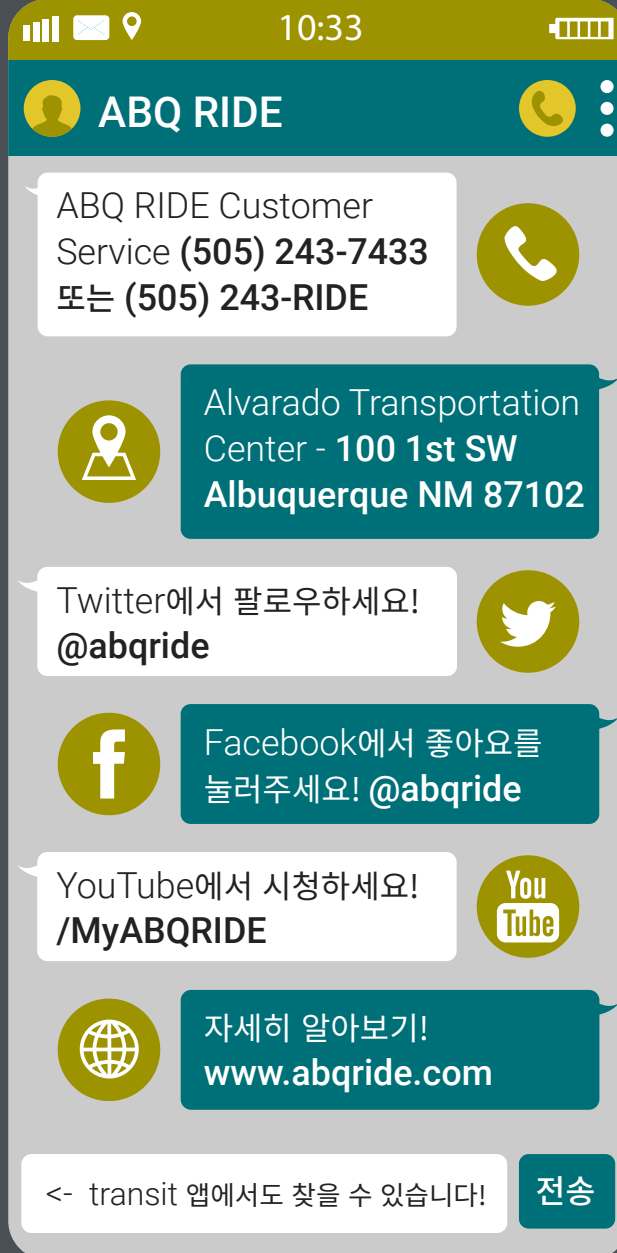 10:33
ABQ RIDE
ABQ RIDE Customer
Service (505) 243-7433
또는 (505) 243-RIDE
Alvarado Transportation
Center - 100 1st SW
Albuquerque NM 87102
Twitter에서 팔로우하세요!
@abqride
Facebook에서 좋아요를
눌러주세요! @abqride
YouTube에서 시청하세요!
/MyABQRIDE
You
Tube
자세히 알아보기!
www.abqride.com
<- transit 앱에서도 찾을 수 있습니다!
전송